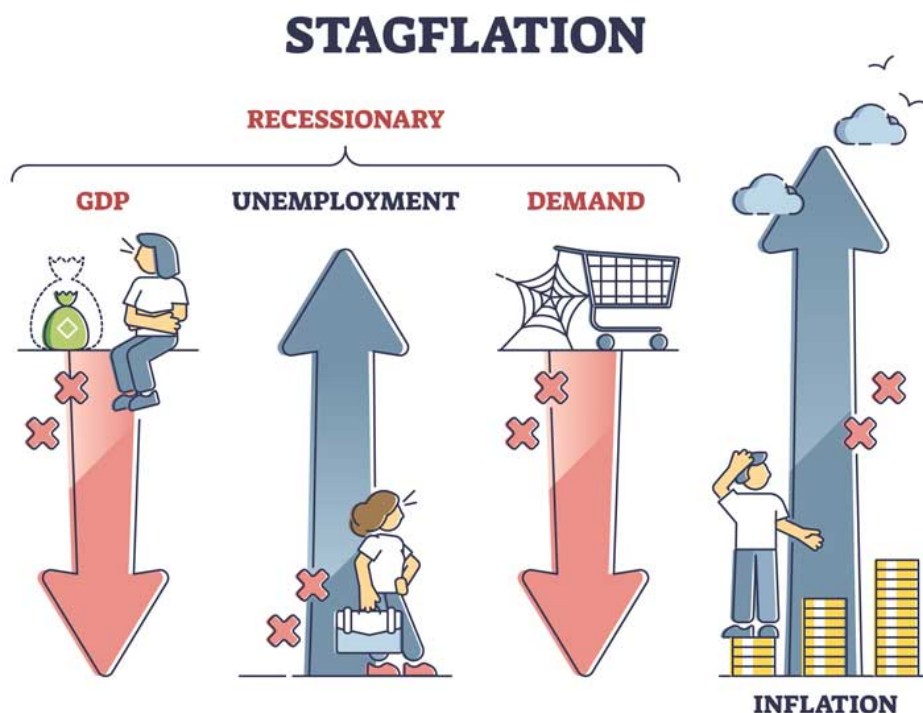 STAGFLATION
RECESSIONARY
GDP
UNEMPLOYMENT
DEMAND
INFLATION